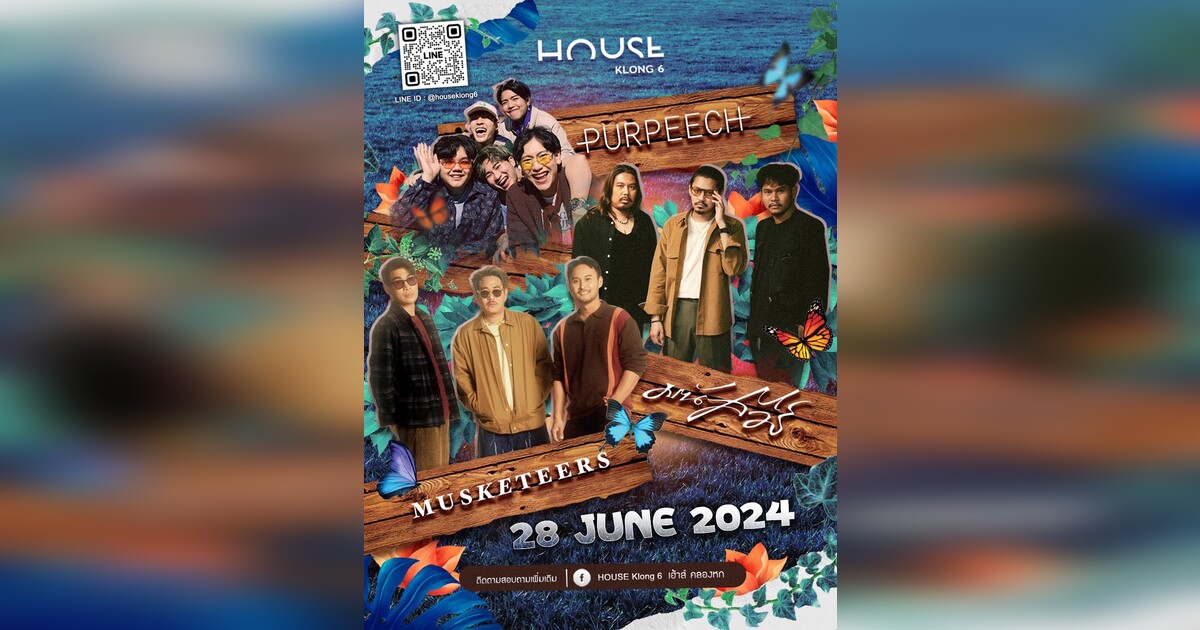 LINE
LINE ID : @houseklong6
HOUSE
KLONG 6
PURPEECH
MUSKETEERS
28 JUNE 2024
ติดตามสอบถามเพิ่มเติม
HOUSE Klong 6 เฮ้าส์ คลองหก